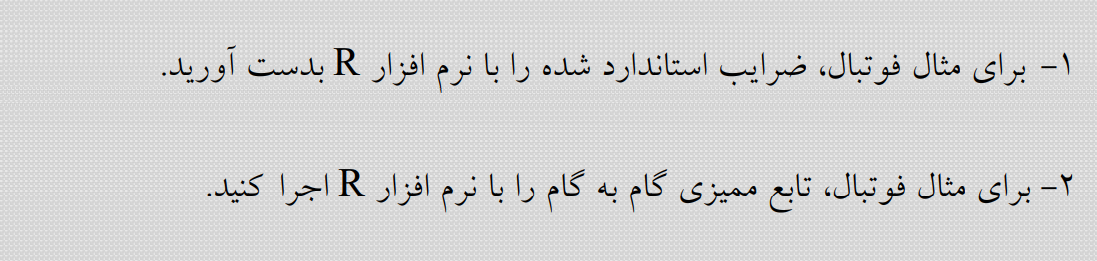 ۱- برای مثال فوتبال، ضرایب استاندارد شده را با نرم افزار R بدست آورید.
۲- برای مثال فوتبال، تابع ممیزی گام به گام را با نرم افزار R اجرا کنید.